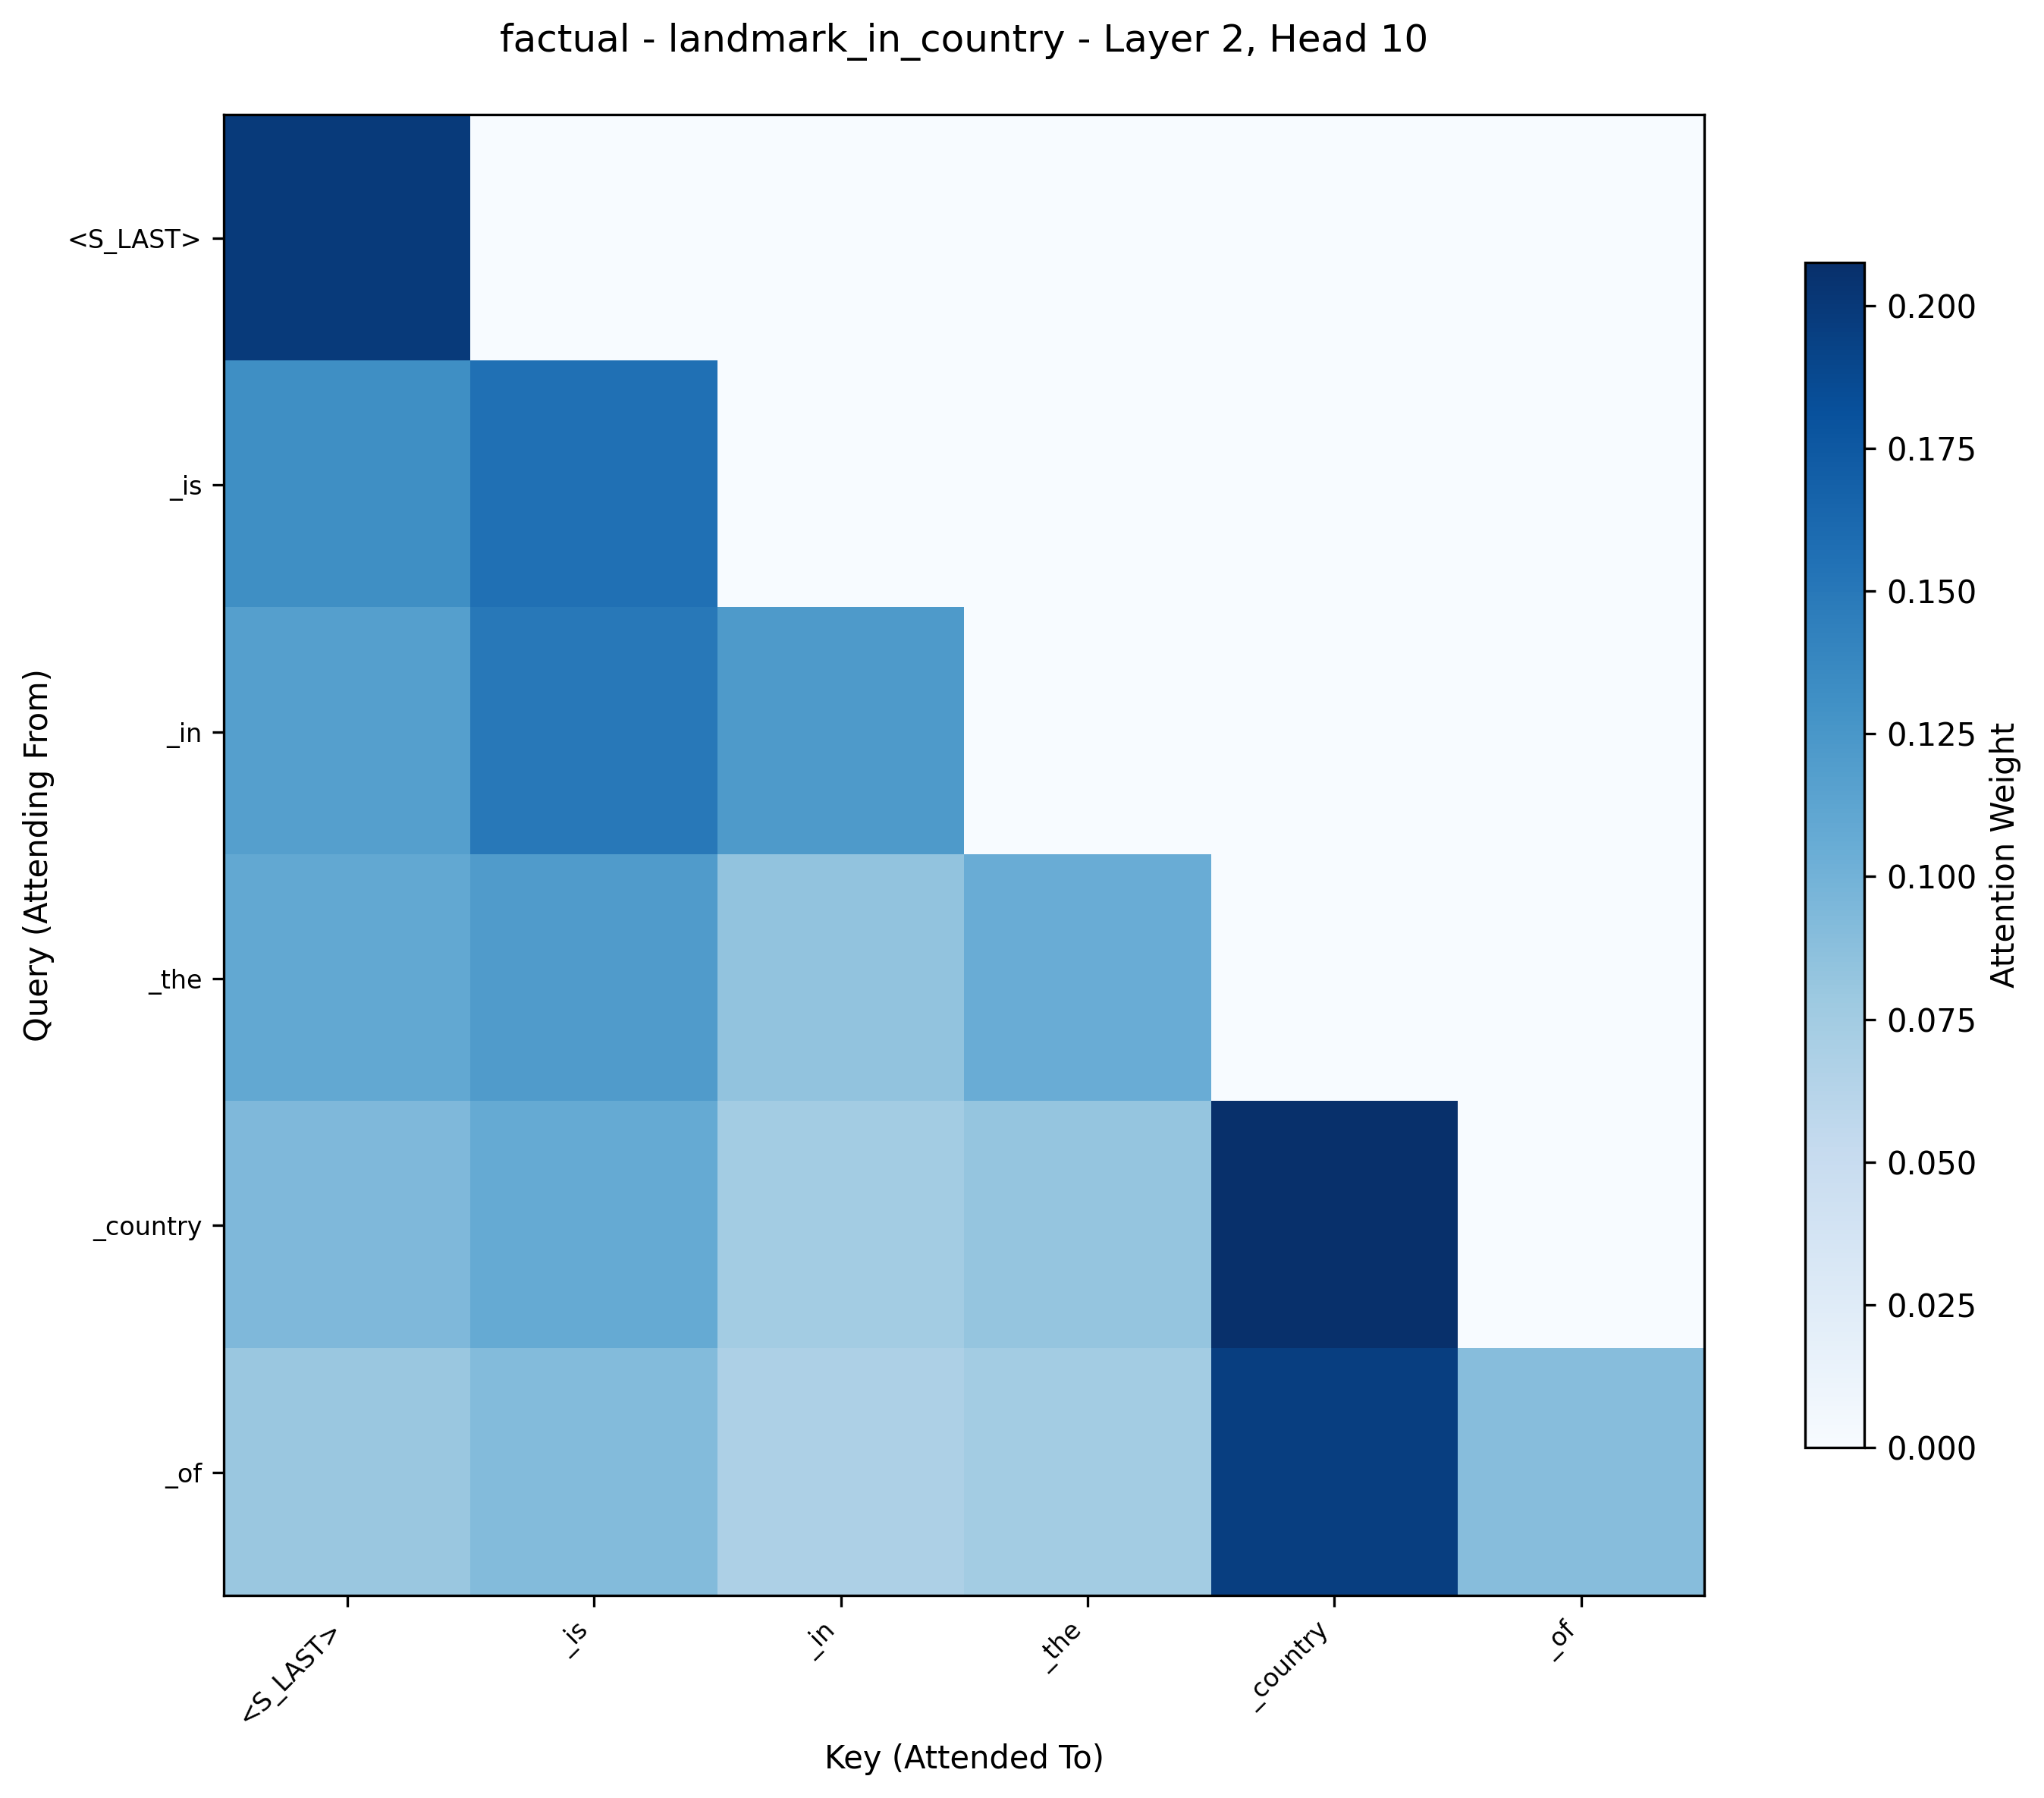 factual - landmark_in_country - Layer 2, Head 10
Query (Attending From)
<S_LAST>
_is
_in
_the
_country
_of
<S_LAST>
_is
_in
_the
_country
_of
Key (Attended To)
0.200
0.175
0.150
0.125
0.100
0.075
0.050
0.025
0.000
Attention Weight